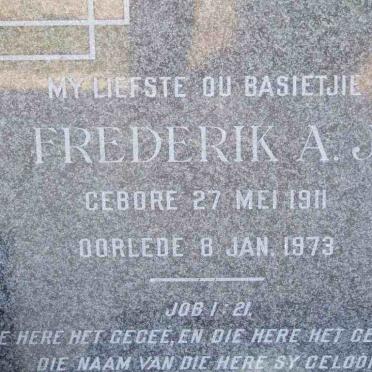 MY LIEFSTE OU BASIETJIE
FREDERIK A. J
GEBORE 27 MEI 1911
OORLEDE 8 JAN. 1973
JOB 1:21.
E HERE HET GEGEE, EN DIE HERE HET GE
DIE NAAM VAN DIE HERE SY GELOO